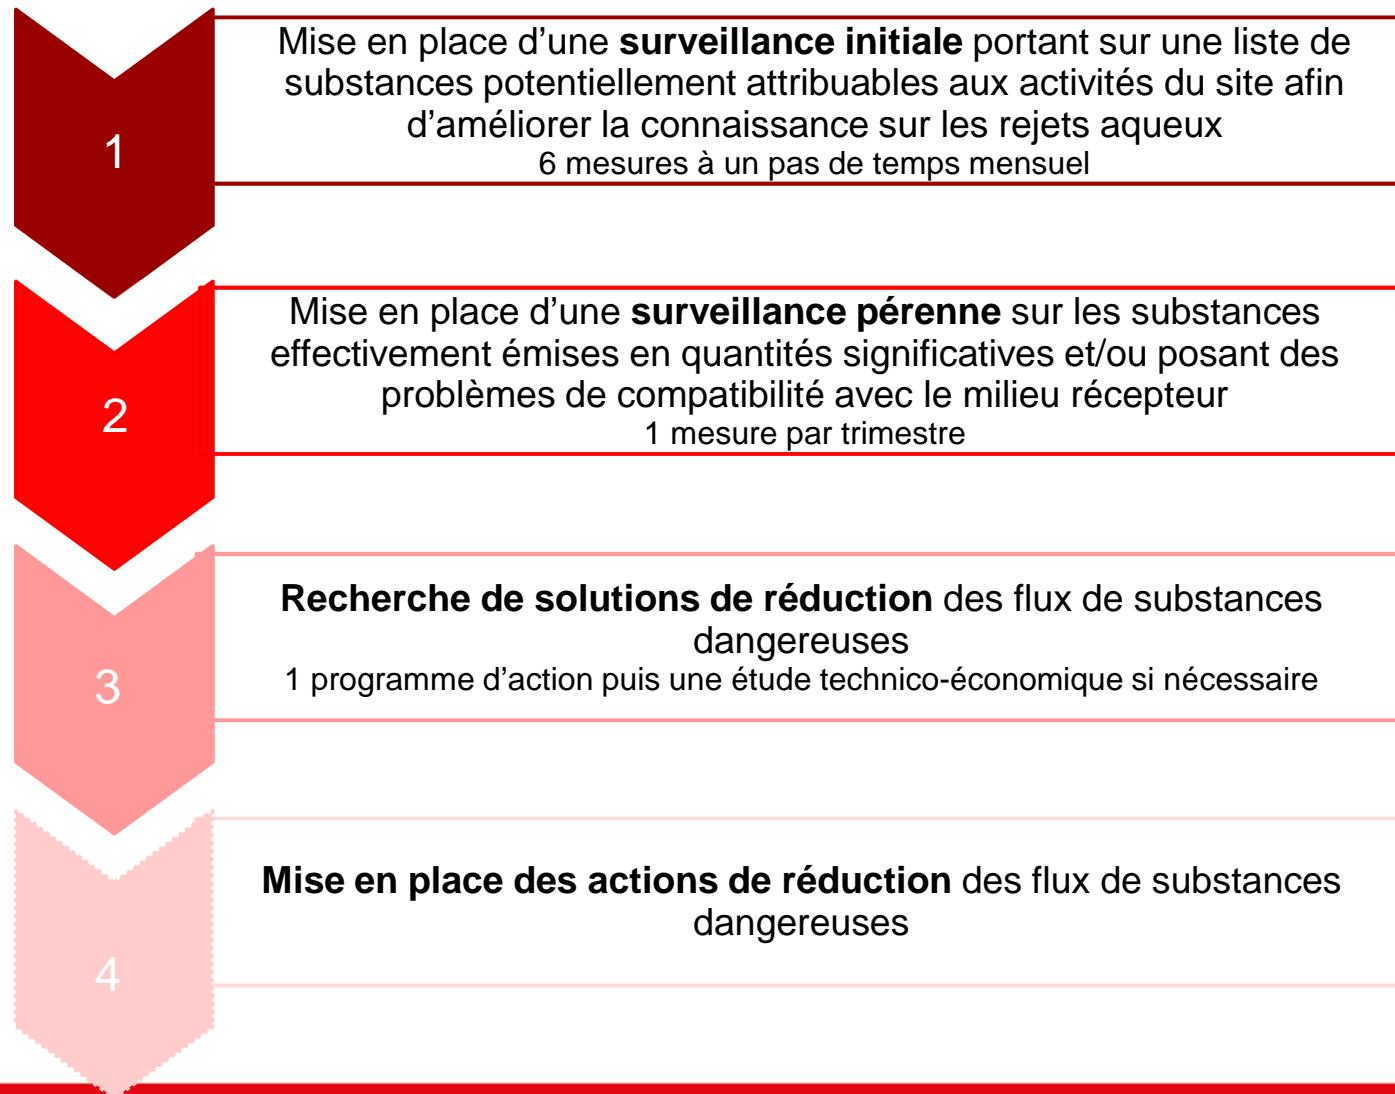 1
Mise en place d’une surveillance initiale portant sur une liste de
substances potentiellement attribuables aux activités du site afin
d’améliorer la connaissance sur les rejets aqueux
6 mesures à un pas de temps mensuel
2
Mise en place d’une surveillance pérenne sur les substances
effectivement émises en quantités significatives et/ou posant des
problèmes de compatibilité avec le milieu récepteur
1 mesure par trimestre
3
Recherche de solutions de réduction des flux de substances
dangereuses
1 programme d’action puis une étude technico-économique si nécessaire
4
Mise en place des actions de réduction des flux de substances
dangereuses